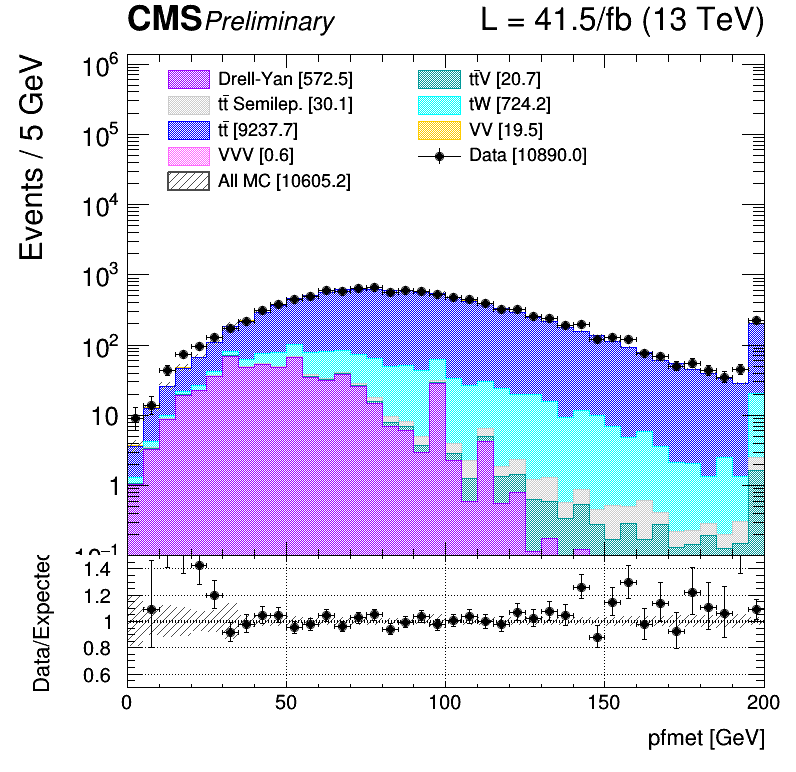 CMS Preliminary L = 41.5/fb (13 TeV)
Events / 5 GeV
Drell-Yan [572.5]
tt̄ Semilep. [30.1]
tt̄ [9237.7]
VVV [0.6]
All MC [10605.2]
tt̄V [20.7]
tW [724.2]
VV [19.5]
Data [10890.0]
10⁶
10⁵
10⁴
10³
10²
10
1
10⁻¹
Data/Expected
1.4
1.2
1
0.8
0.6
0 50 100 150 200
pfmet [GeV]